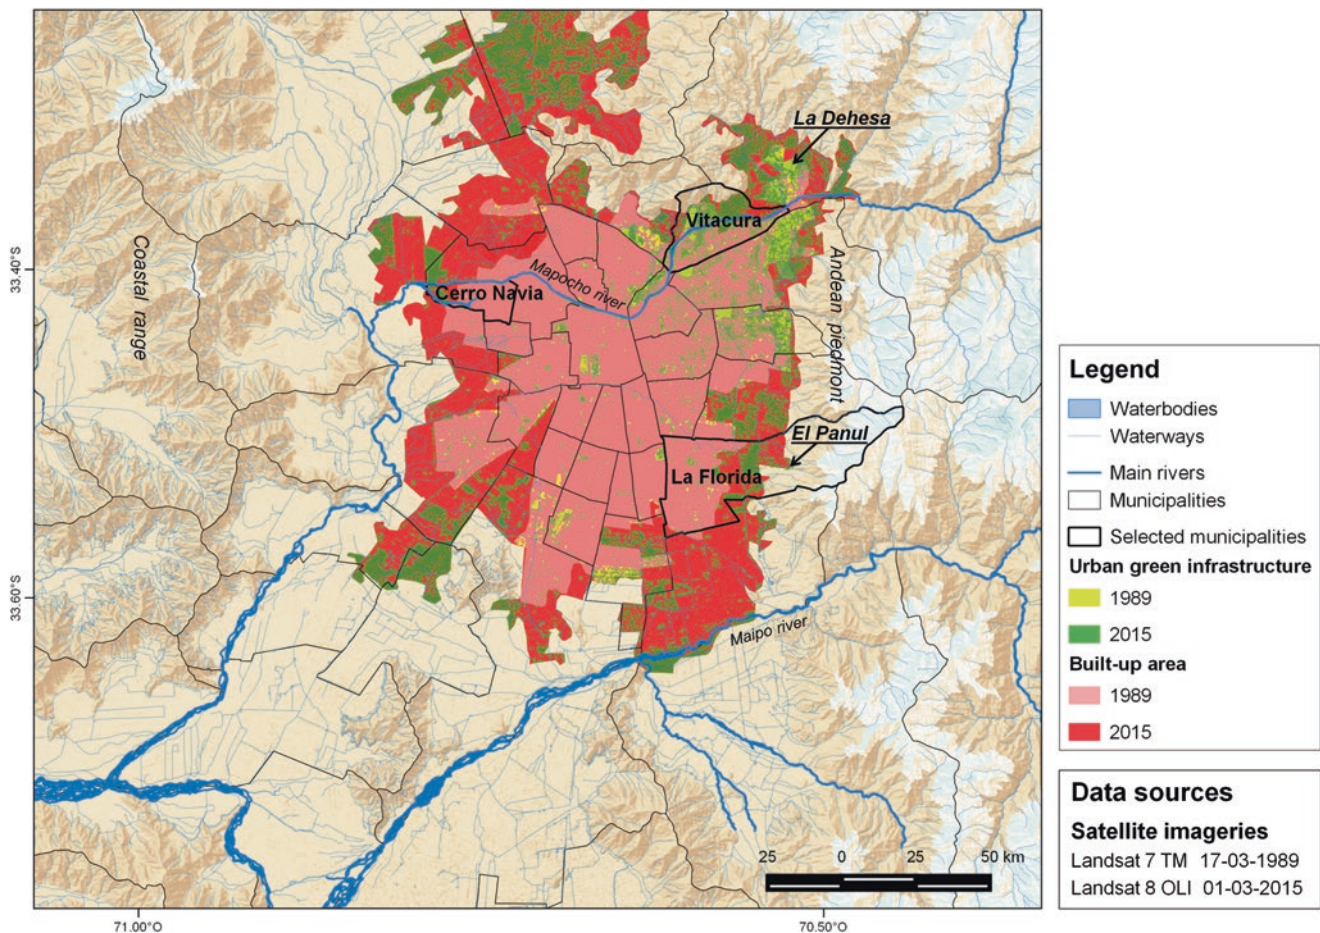 La Dehesa
Vitacura
33.40°S
Coastal range
Mapocho river
Cerro Navia
Andean piedmont
El Panul
La Florida
33.60°S
Maipo river
25 0 25 50 km
71.00°O
70.50°O
Legend
Waterbodies
Waterways
Main rivers
Municipalities
Selected municipalities
Urban green infrastructure
1989
2015
Built-up area
1989
2015
Data sources
Satellite imageries
Landsat 7 TM 17-03-1989
Landsat 8 OLI 01-03-2015